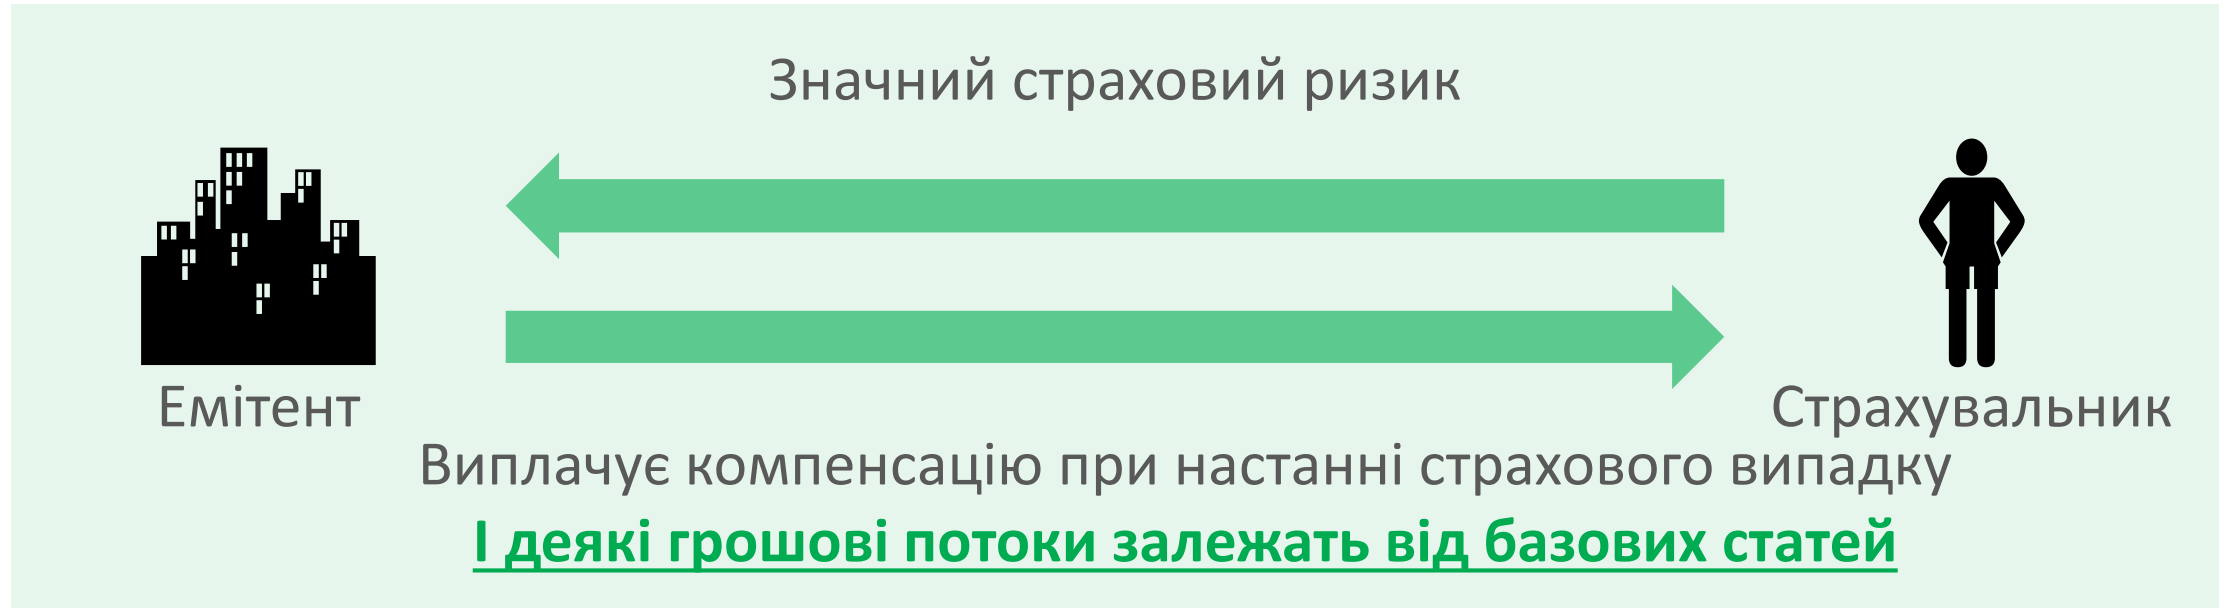 Значний страховий ризик
Емітент
Страхувальник
Виплачує компенсацію при настанні страхового випадку
І деякі грошові потоки залежать від базових статей